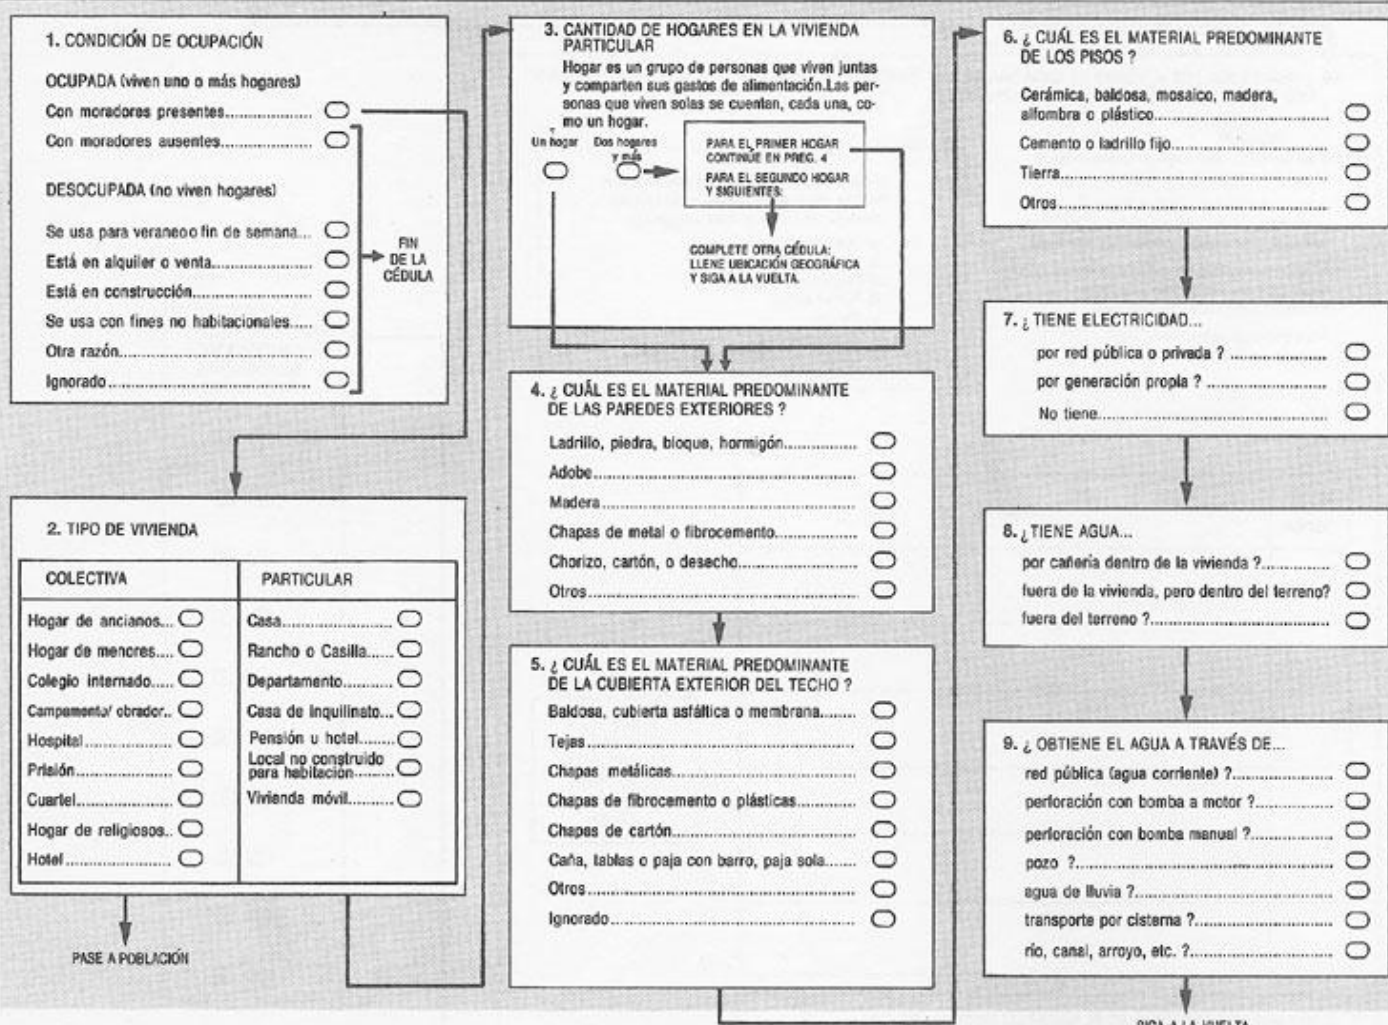 1. CONDICIÓN DE OCUPACIÓN
OCUPADA (viven uno o más hogares)
Con moradores presentes
Con moradores ausentes
DESOCUPADA (no viven hogares)
Se usa para veraneo o fin de semana...
Está en alquiler o venta
Está en construcción
Se usa con fines no habitacionales
Otra razón
Ignorado
FIN
DE LA
CÉDULA
2. TIPO DE VIVIENDA
COLECTIVA
Hogar de ancianos...
Hogar de menores....
Colegio internado.....
Campamento/ obrador..
Hospital
Prisión
Cuartel
Hogar de religiosos..
Hotel
PASE A POBLACIÓN
PARTICULAR
Casa
Rancho o Casilla......
Departamento
Casa de inquilinato...
Pensión u hotel.......
Local no construido
para habitación
Vivienda móvil
3. CANTIDAD DE HOGARES EN LA VIVIENDA
PARTICULAR
Hogar es un grupo de personas que viven juntas
y comparten sus gastos de alimentación.Las per-
sonas que viven solas se cuentan, cada una, co-
mo un hogar.
Un hogar
Dos hogares
y más
PARA EL PRIMER HOGAR
CONTINÚE EN PREG. 4
PARA EL SEGUNDO HOGAR
Y SIGUIENTES:
COMPLETE OTRA CÉDULA;
LLENE UBICACIÓN GEOGRÁFICA
Y SIGA A LA VUELTA.
4. ¿ CUÁL ES EL MATERIAL PREDOMINANTE
DE LAS PAREDES EXTERIORES ?
Ladrillo, piedra, bloque, hormigón
Adobe
Madera
Chapas de metal o fibrocemento
Chorizo, cartón, o desecho
Otros
5. ¿ CUÁL ES EL MATERIAL PREDOMINANTE
DE LA CUBIERTA EXTERIOR DEL TECHO ?
Baldosa, cubierta asfáltica o membrana
Tejas
Chapas metálicas
Chapas de fibrocemento o plásticas
Chapas de cartón
Caña, tablas o paja con barro, paja sola
Otros
Ignorado
6. ¿ CUÁL ES EL MATERIAL PREDOMINANTE
DE LOS PISOS ?
Cerámica, baldosa, mosaico, madera,
alfombra o plástico
Cemento o ladrillo fijo
Tierra
Otros
7. ¿ TIENE ELECTRICIDAD...
por red pública o privada ?
por generación propia ?
No tiene
8. ¿ TIENE AGUA...
por cañería dentro de la vivienda ?
fuera de la vivienda, pero dentro del terreno?
fuera del terreno ?
9. ¿ OBTIENE EL AGUA A TRAVÉS DE...
red pública (agua corriente) ?
perforación con bomba a motor ?
perforación con bomba manual ?
pozo ?
agua de lluvia ?
transporte por cisterna ?
río, canal, arroyo, etc. ?
SIGA A LA VUELTA